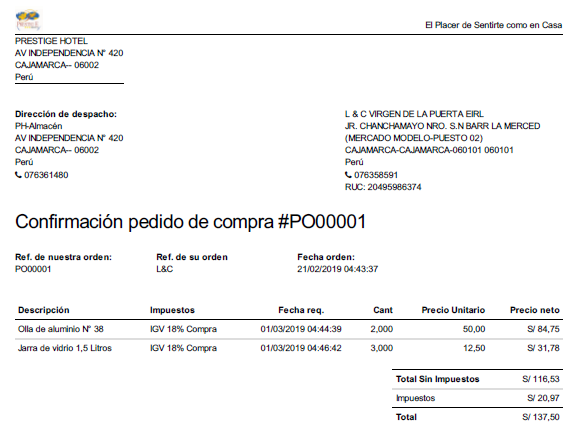 El Placer de Sentirte como en Casa
PRESTIGE HOTEL
AV INDEPENDENCIA N° 420
CAJAMARCA-- 06002
Perú
Dirección de despacho:
PH-Almacén
AV INDEPENDENCIA N° 420
CAJAMARCA-- 06002
Perú
076361480
L & C VIRGEN DE LA PUERTA EIRL
JR. CHANCHAMAYO NRO. S.N BARR LA MERCED
(MERCADO MODELO-PUESTO 02)
CAJAMARCA-CAJAMARCA-060101 060101
Perú
076358591
RUC: 20495986374
Confirmación pedido de compra #PO00001
Ref. de nuestra orden: Ref. de su orden Fecha orden:
PO00001 L&C 21/02/2019 04:43:37
Descripción Impuestos Fecha req. Cant Precio Unitario Precio neto
Olla de aluminio N° 38 IGV 18% Compra 01/03/2019 04:44:39 2,000 50,00 S/ 84,75
Jarra de vidrio 1,5 Litros IGV 18% Compra 01/03/2019 04:46:42 3,000 12,50 S/ 31,78
Total Sin Impuestos S/ 116,53
Impuestos S/ 20,97
Total S/ 137,50